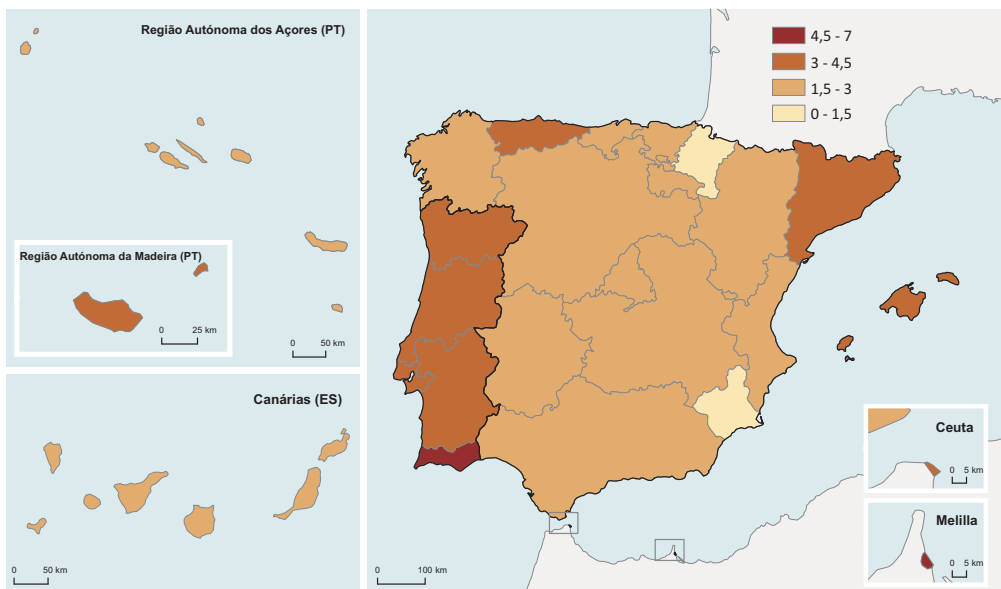 Região Autónoma dos Açores (PT)
4,5 - 7
3 - 4,5
1,5 - 3
0 - 1,5
Região Autónoma da Madeira (PT)
0 25 km
0 50 km
Canárias (ES)
0 50 km
0 100 km
Ceuta
0 5 km
Melilla
0 5 km